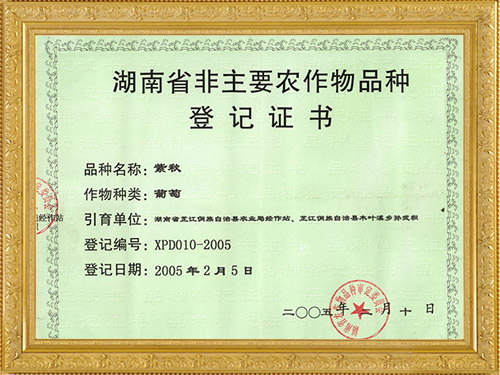 湖南省非主要农作物品种
登记证书
品种名称：紫秋
作物种类：葡萄
引育单位：湖南省芷江侗族自治县农业局经作站、芷江侗族自治县木叶溪乡孙武积
登记编号：XPD010-2005
登记日期：2005年2月5日
二〇〇五年二月十日